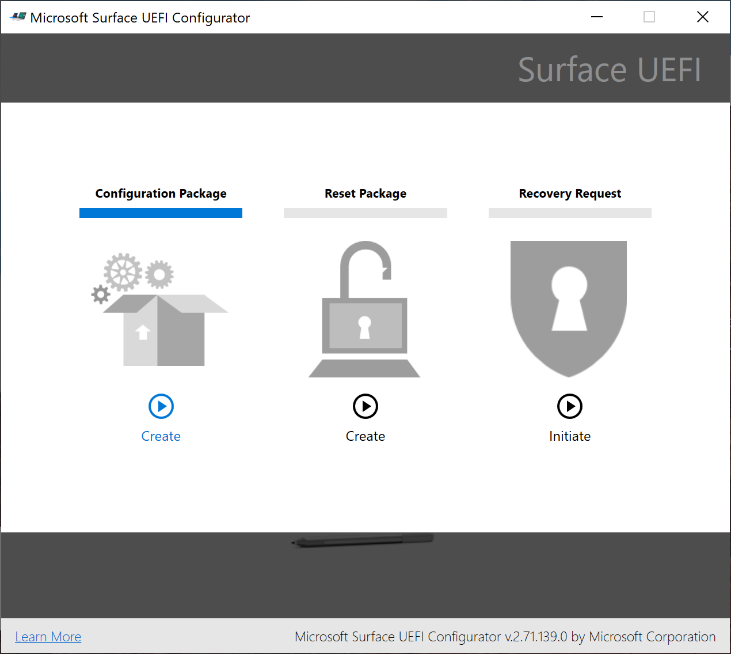 Microsoft Surface UEFI Configurator
Surface UEFI
Configuration Package
Reset Package
Recovery Request
Create
Create
Initiate
Learn More
Microsoft Surface UEFI Configurator v.2.71.139.0 by Microsoft Corporation